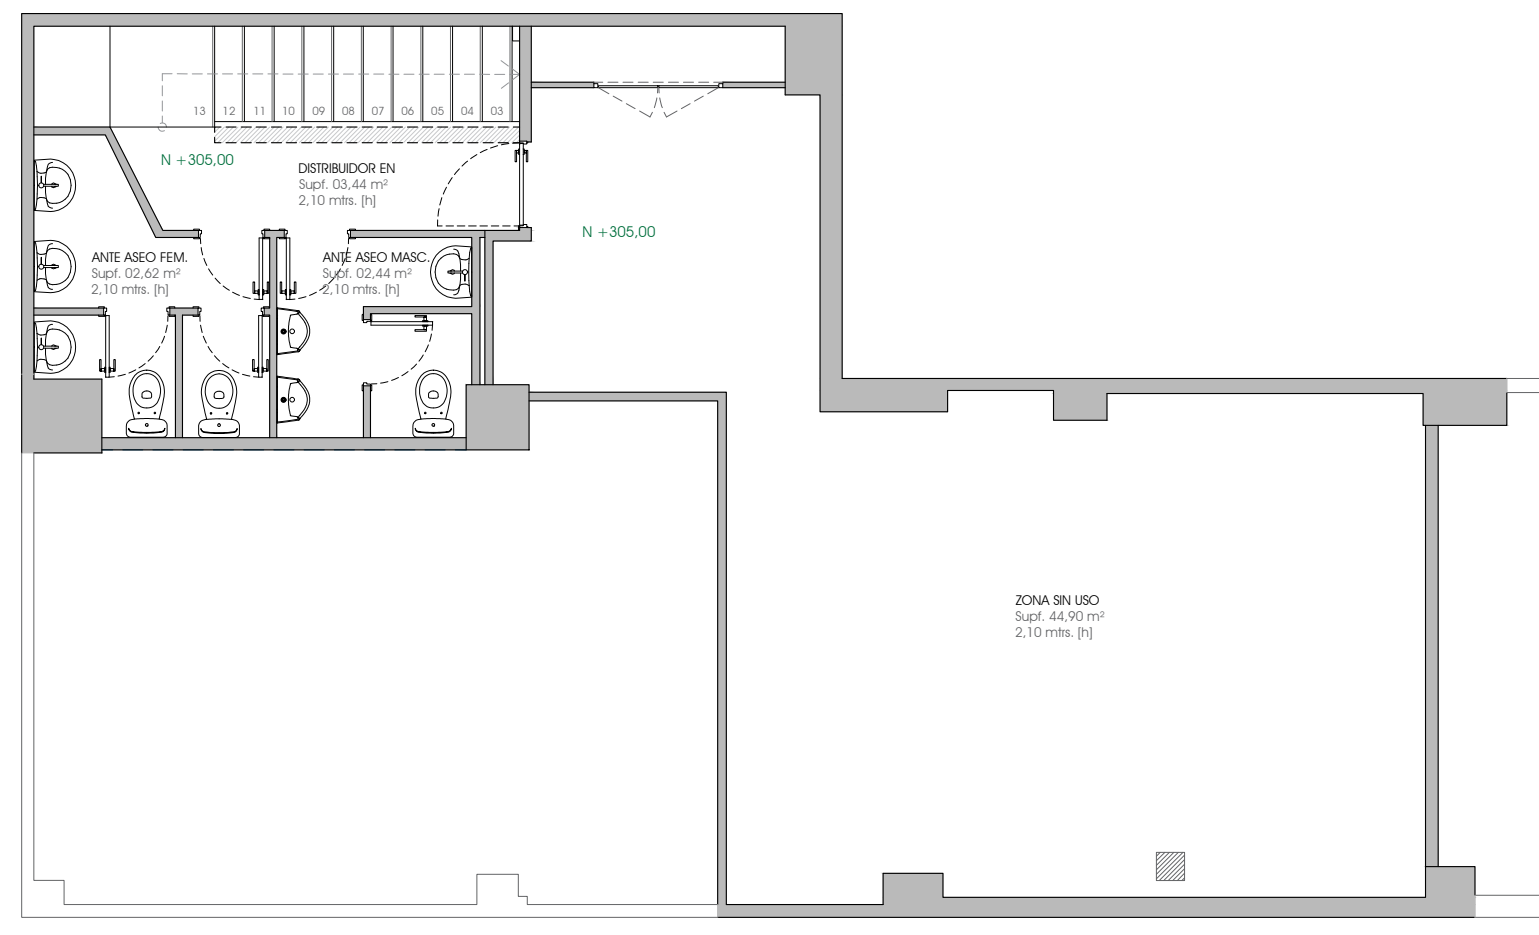 13 12 11 10 09 08 07 06 05 04 03
N +305,00
DISTRIBUIDOR EN
Supf. 03,44 m²
2,10 mtrs. [h]
N +305,00
ANTE ASEO FEM.
Supf. 02,62 m²
2,10 mtrs. [h]
ANTE ASEO MASC.
Supf. 02,44 m²
2,10 mtrs. [h]
ZONA SIN USO
Supf. 44,90 m²
2,10 mtrs. [h]